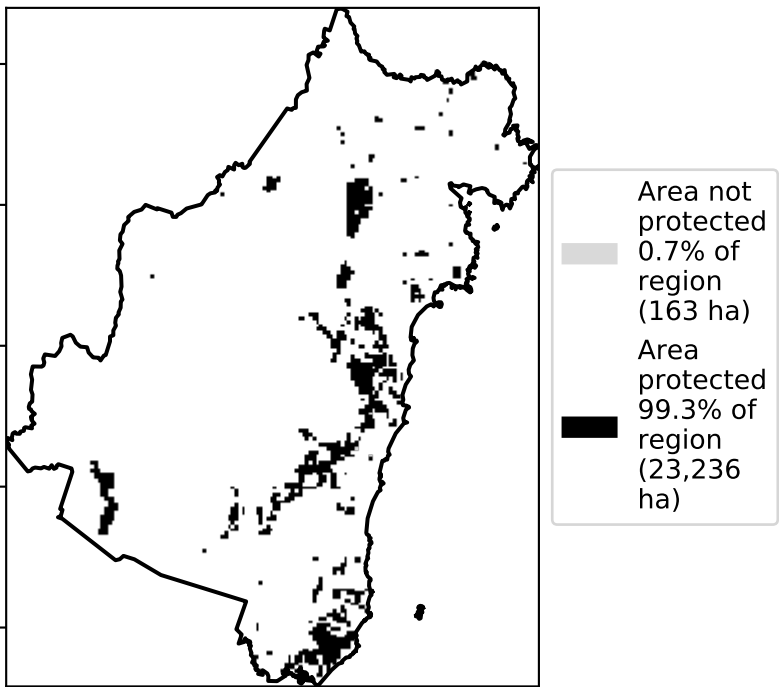 Area not
protected
0.7% of
region
(163 ha)
Area
protected
99.3% of
region
(23,236
ha)